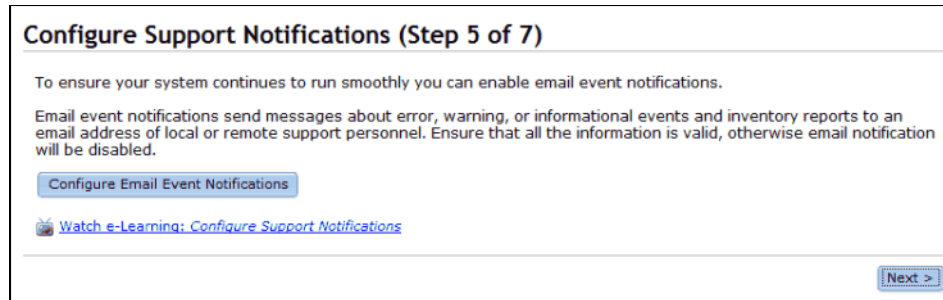 Configure Support Notifications (Step 5 of 7)
To ensure your system continues to run smoothly you can enable email event notifications.
Email event notifications send messages about error, warning, or informational events and inventory reports to an
email address of local or remote support personnel. Ensure that all the information is valid, otherwise email notification
will be disabled.
Configure Email Event Notifications
Watch e-Learning: Configure Support Notifications
Next >